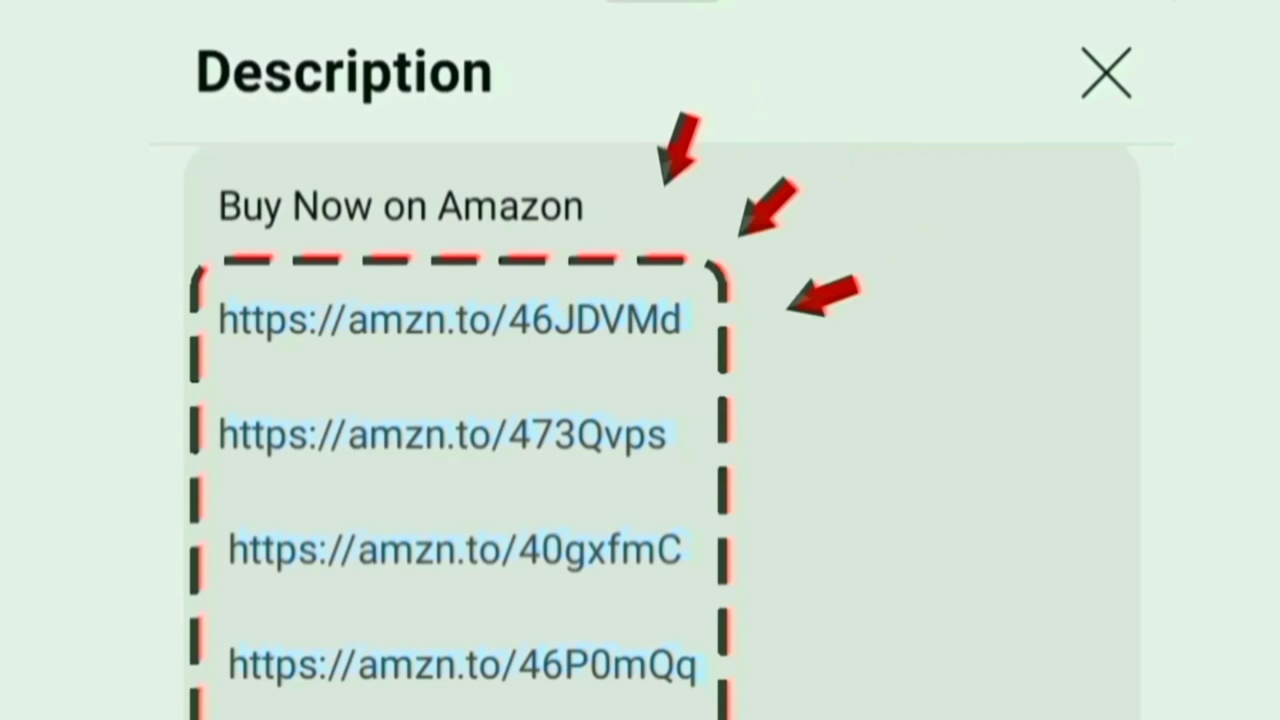 Description
Buy Now on Amazon
https://amzn.to/46JDVMd
https://amzn.to/473Qvps
https://amzn.to/40gxfmC
https://amzn.to/46P0mQq